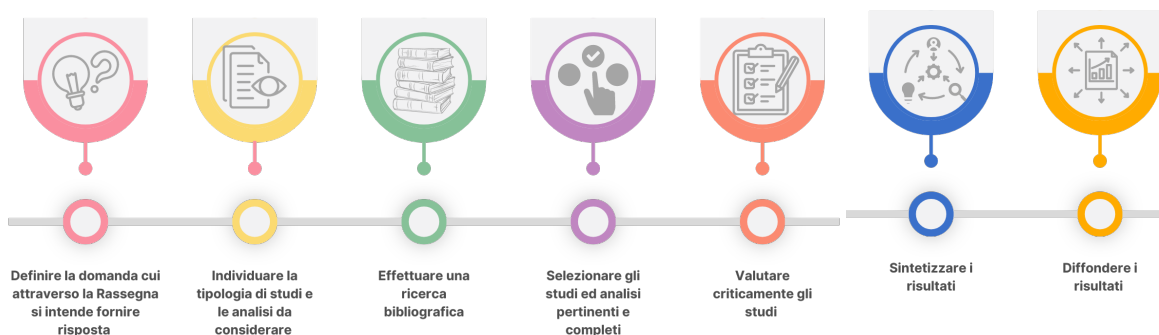 Definire la domanda cui
attraverso la Rassegna
si intende fornire
risposta
Individuare la
tipologia di studi e
le analisi da
considerare
Effettuare una
ricerca
bibliografica
Selezionare gli
studi ed analisi
pertinenti e
completi
Valutare
criticamente gli
studi
Sintetizzare i
risultati
Diffondere i
risultati